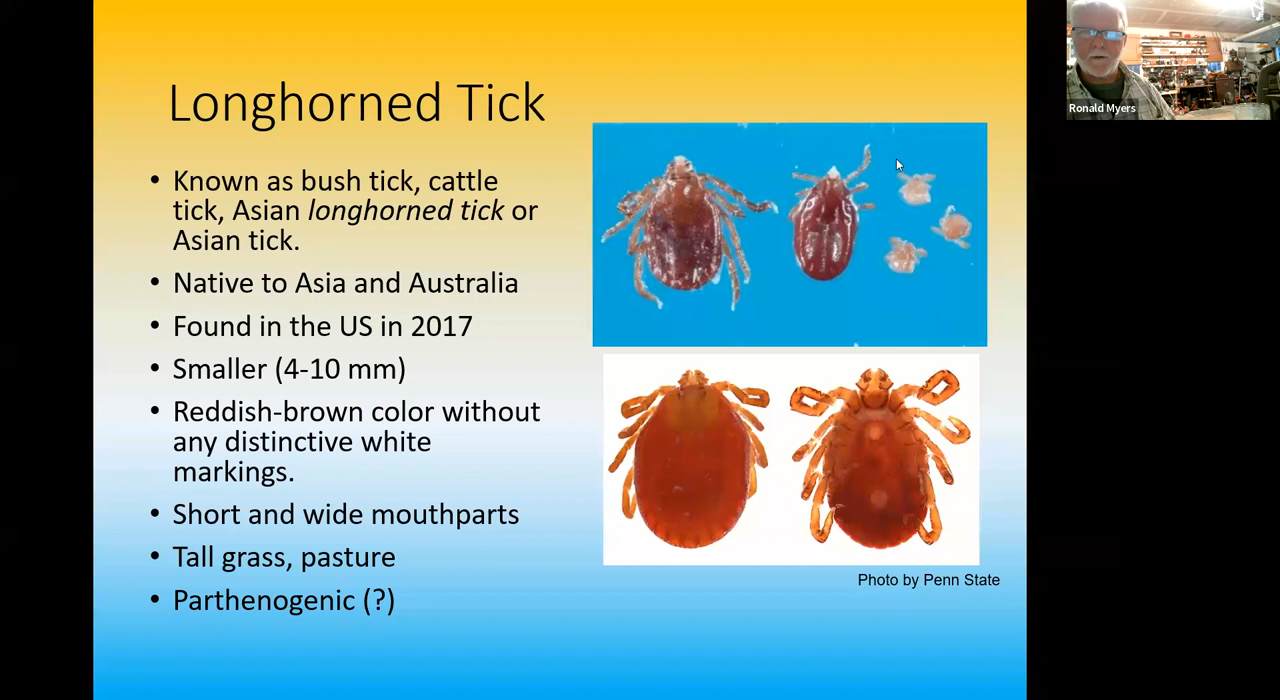 Longhorned Tick
• Known as bush tick, cattle
tick, Asian longhorned tick or
Asian tick.
• Native to Asia and Australia
• Found in the US in 2017
• Smaller (4-10 mm)
• Reddish-brown color without
any distinctive white
markings.
• Short and wide mouthparts
• Tall grass, pasture
• Parthenogenic (?)
Photo by Penn State
Ronald Myers